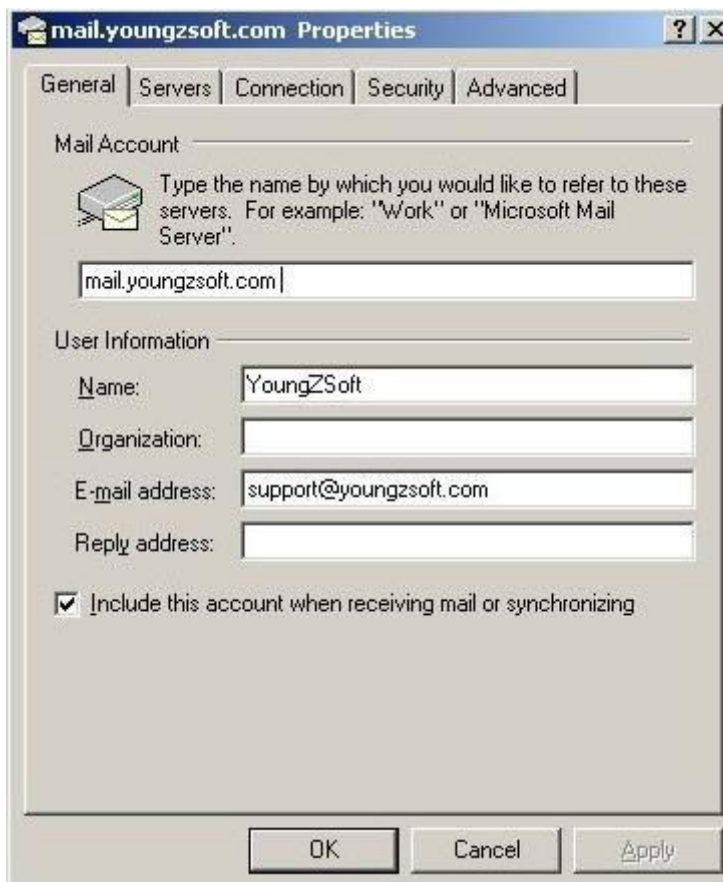 mail.youngzsoft.com Properties
General Servers Connection Security Advanced
Mail Account
Type the name by which you would like to refer to these
servers. For example: "Work" or "Microsoft Mail
Server".
mail.youngzsoft.com
User Information
Name: YoungZSoft
Organization:
E-mail address: support@youngzsoft.com
Reply address:
Include this account when receiving mail or synchronizing
OK Cancel Apply